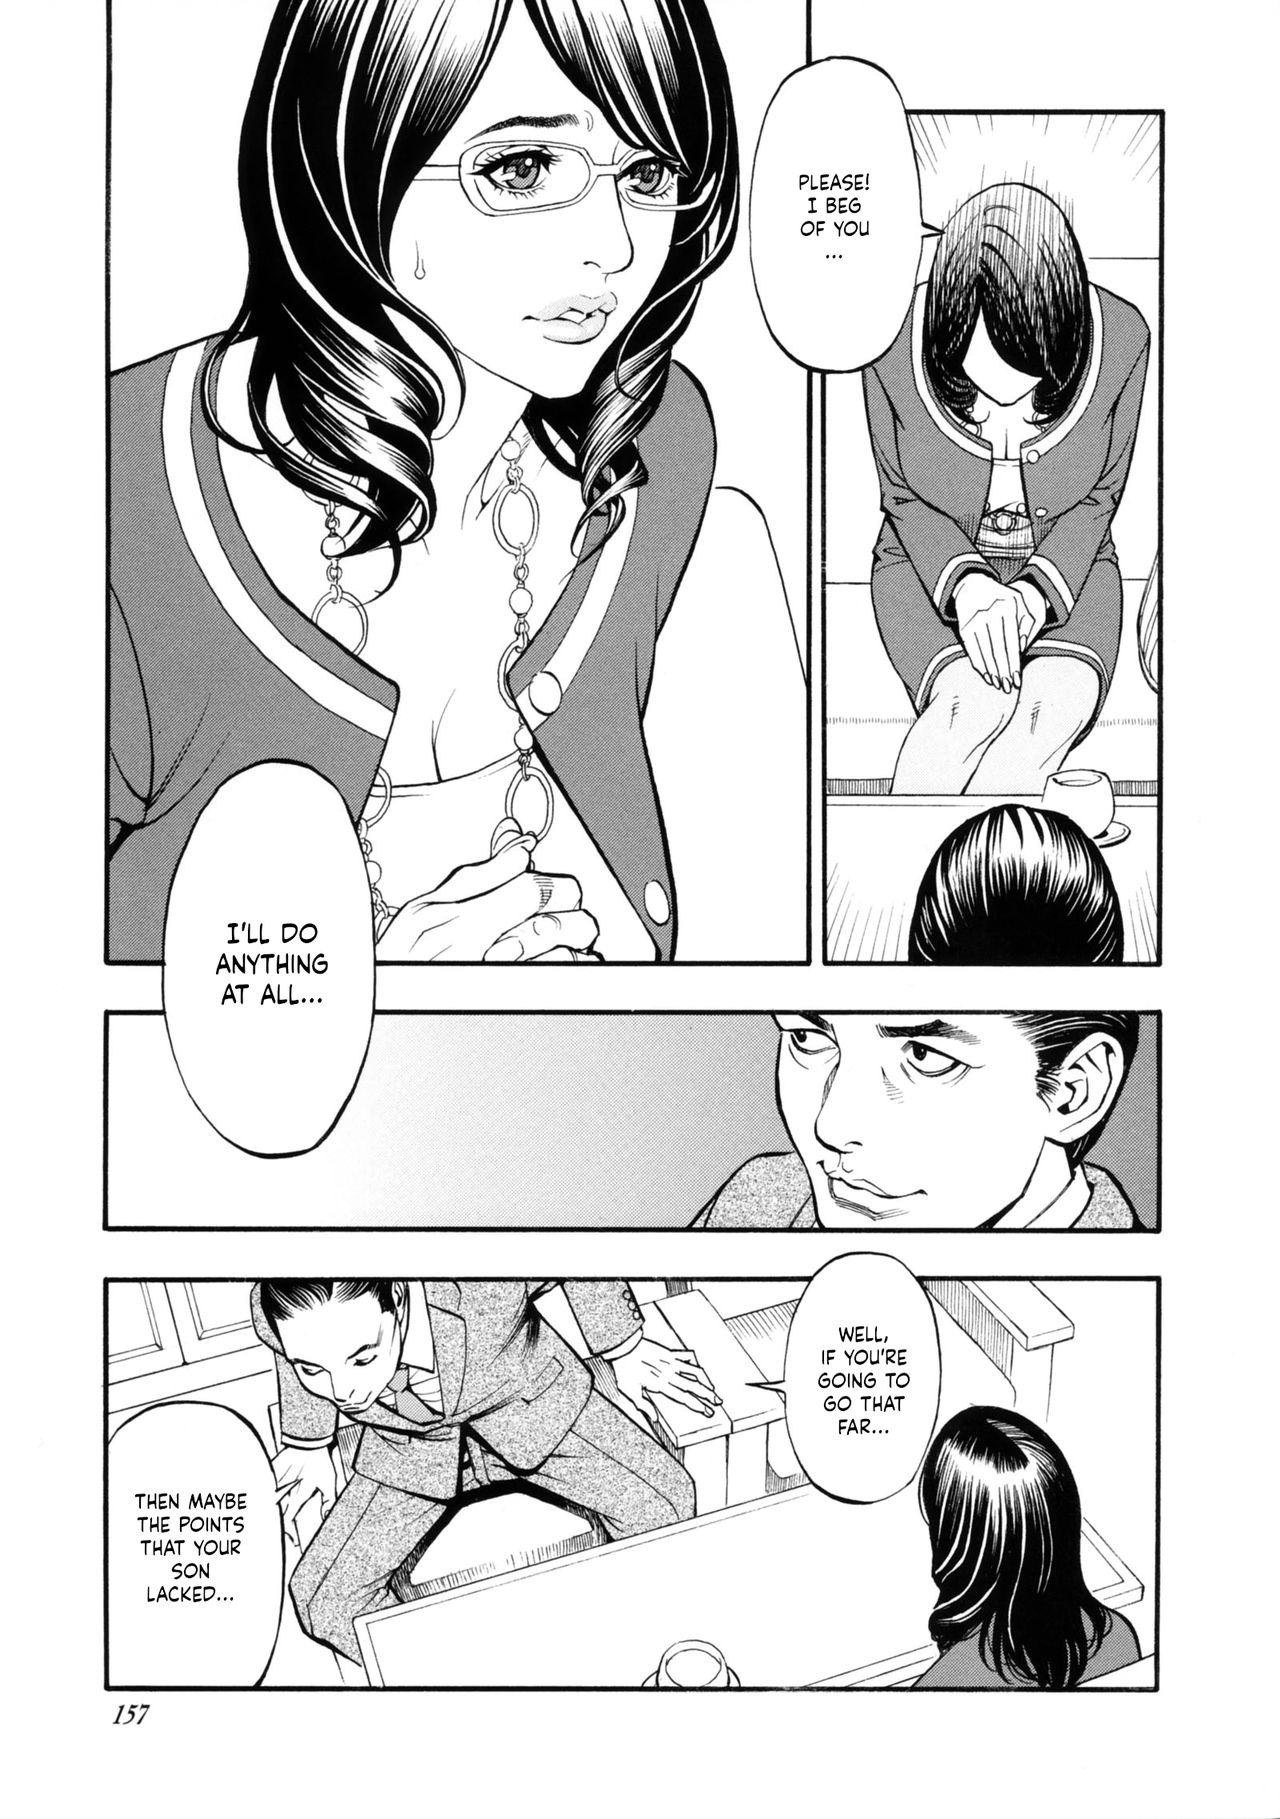 PLEASE!
I BEG
OF YOU
...
I'LL DO
ANYTHING
AT ALL...
WELL,
IF YOU'RE
GOING TO
GO THAT
FAR...
THEN MAYBE
THE POINTS
THAT YOUR
SON
LACKED...
157